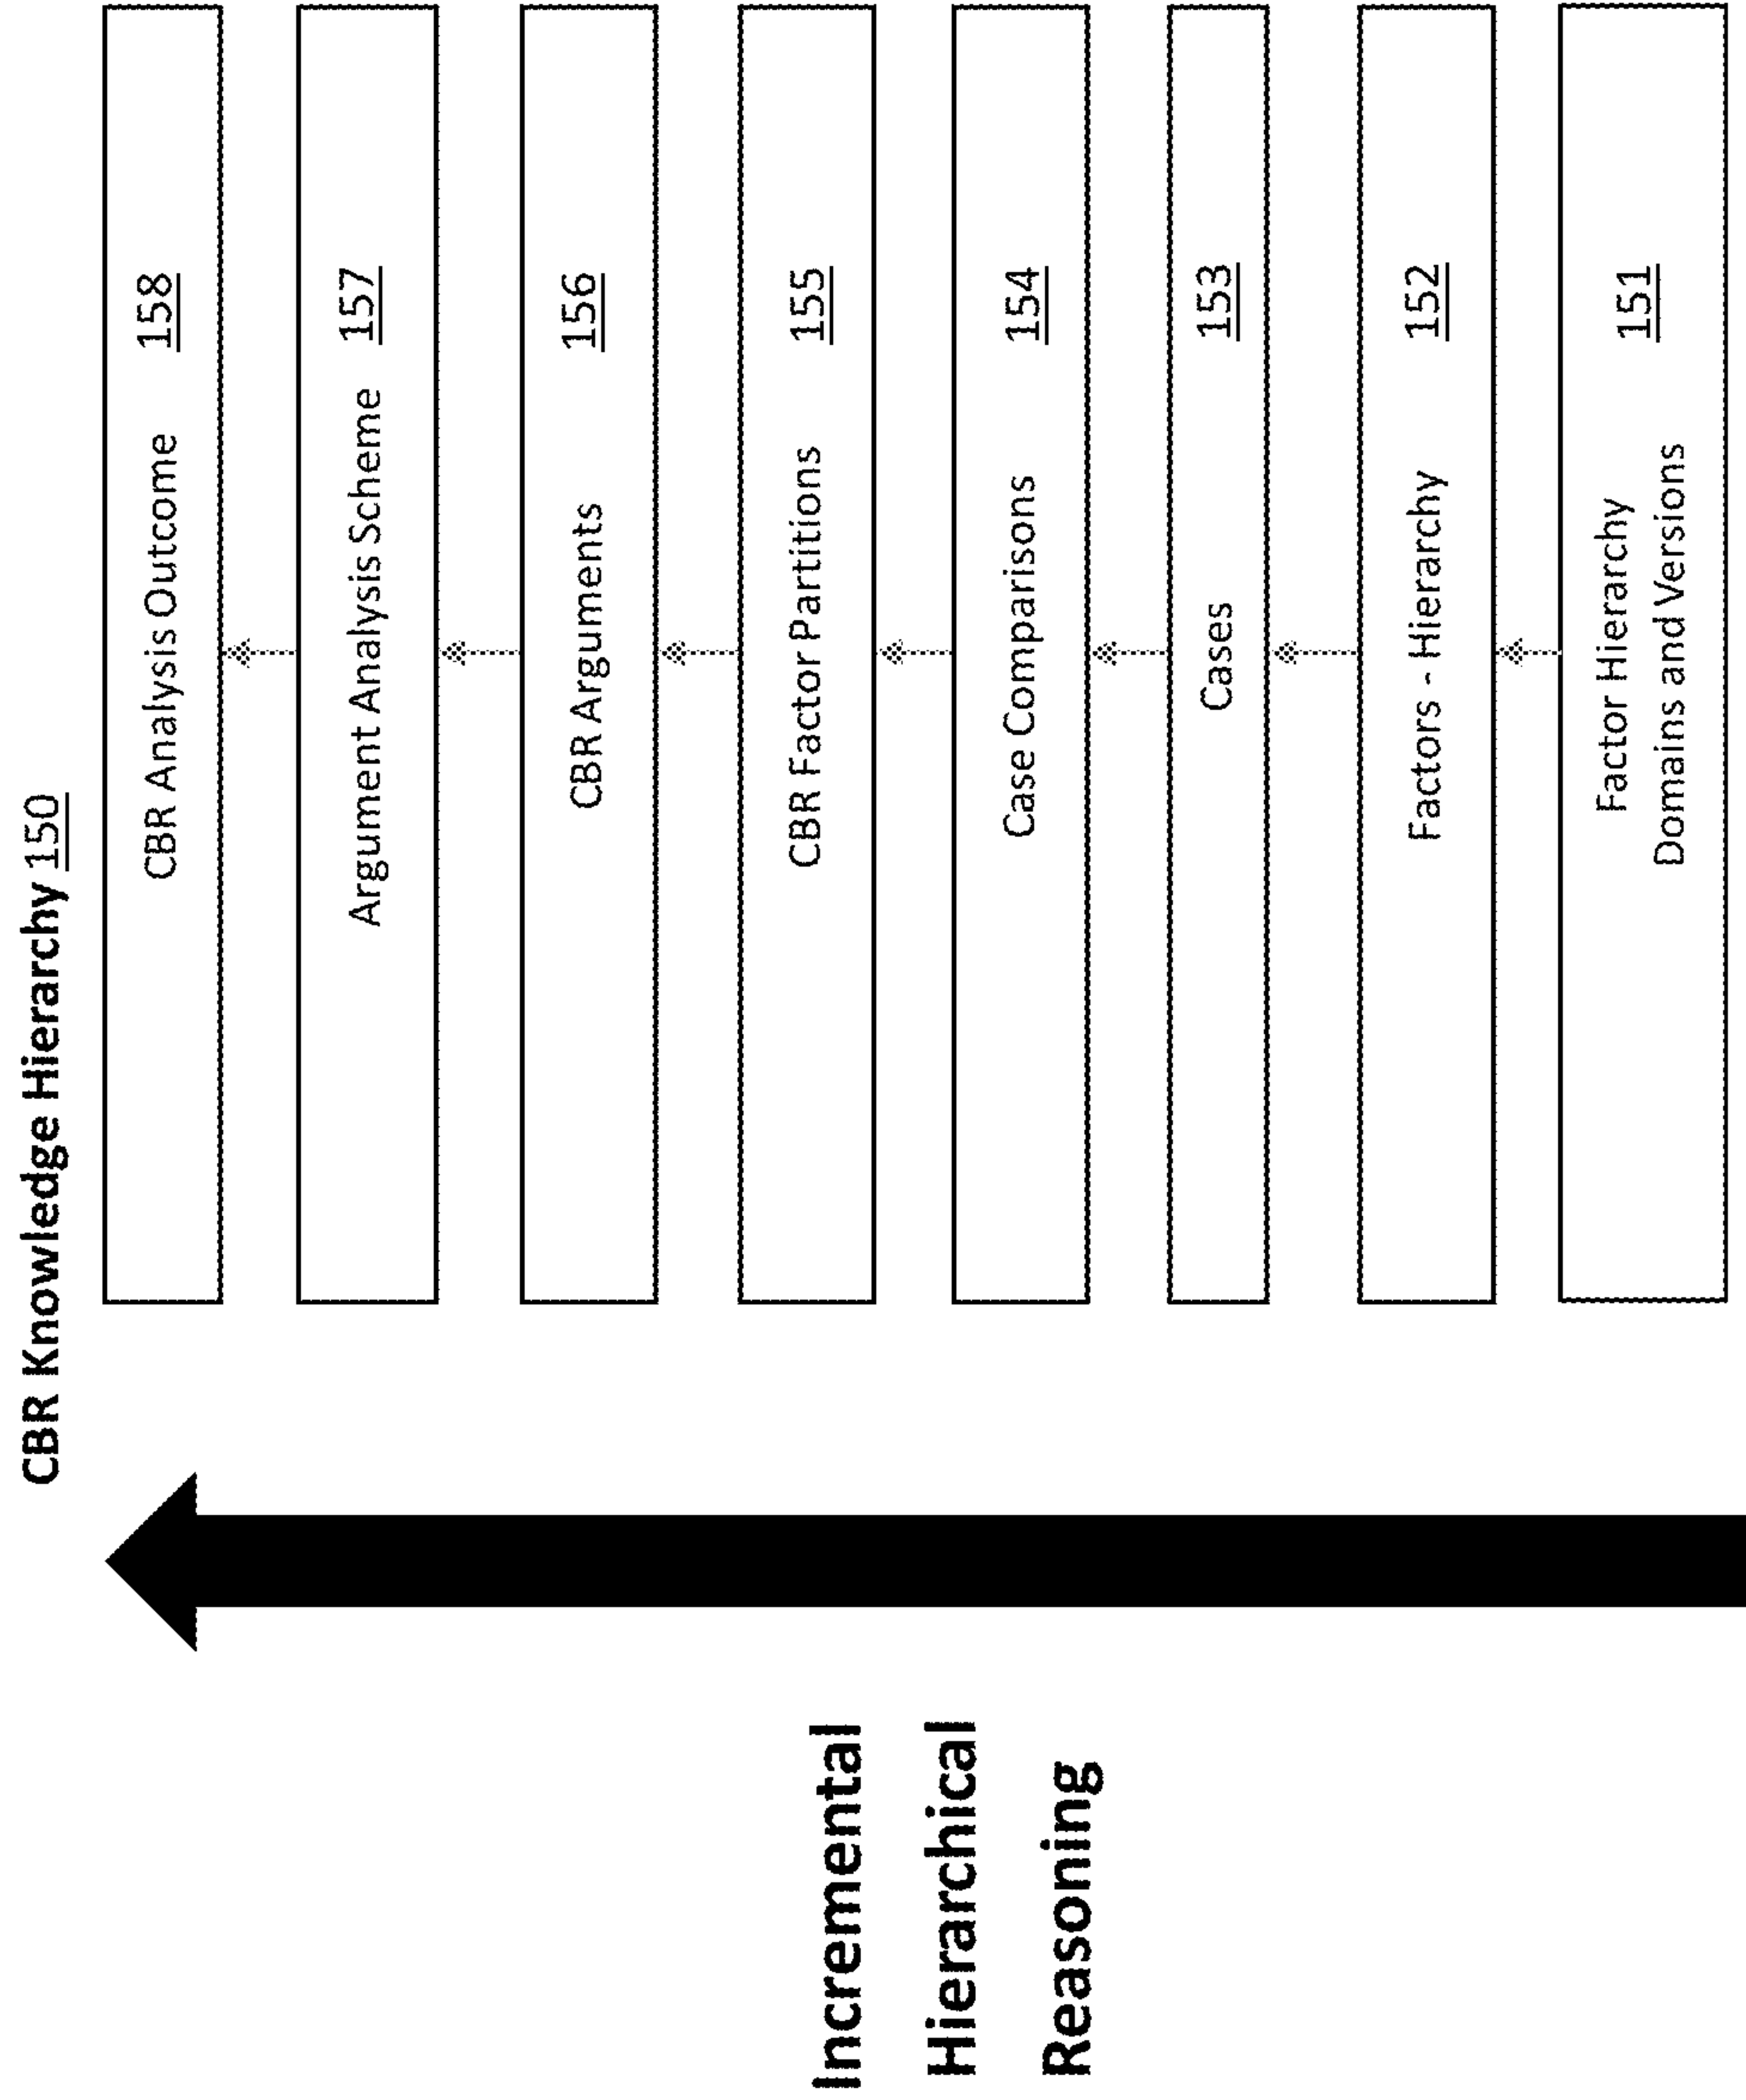 CBR Knowledge Hierarchy 150
CBR Analysis Outcome 158
Argument Analysis Scheme 157
CBR Arguments 156
CBR Factor Partitions 155
Case Comparisons 154
Cases 153
Factors - Hierarchy 152
Factor Hierarchy
Domains and Versions
151
Incremental
Hierarchical
Reasoning